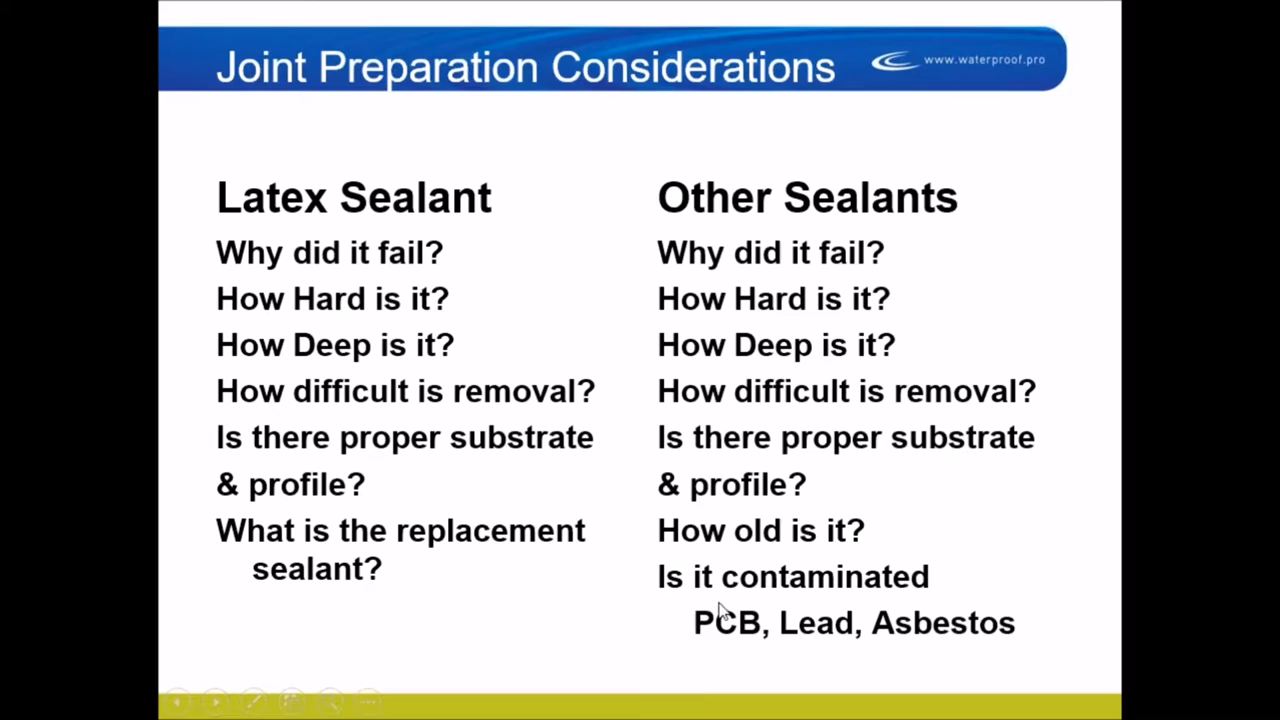 Joint Preparation Considerations
www.waterproof.pro
Latex Sealant
Why did it fail?
How Hard is it?
How Deep is it?
How difficult is removal?
Is there proper substrate
& profile?
What is the replacement
sealant?
Other Sealants
Why did it fail?
How Hard is it?
How Deep is it?
How difficult is removal?
Is there proper substrate
& profile?
How old is it?
Is it contaminated
PCB, Lead, Asbestos